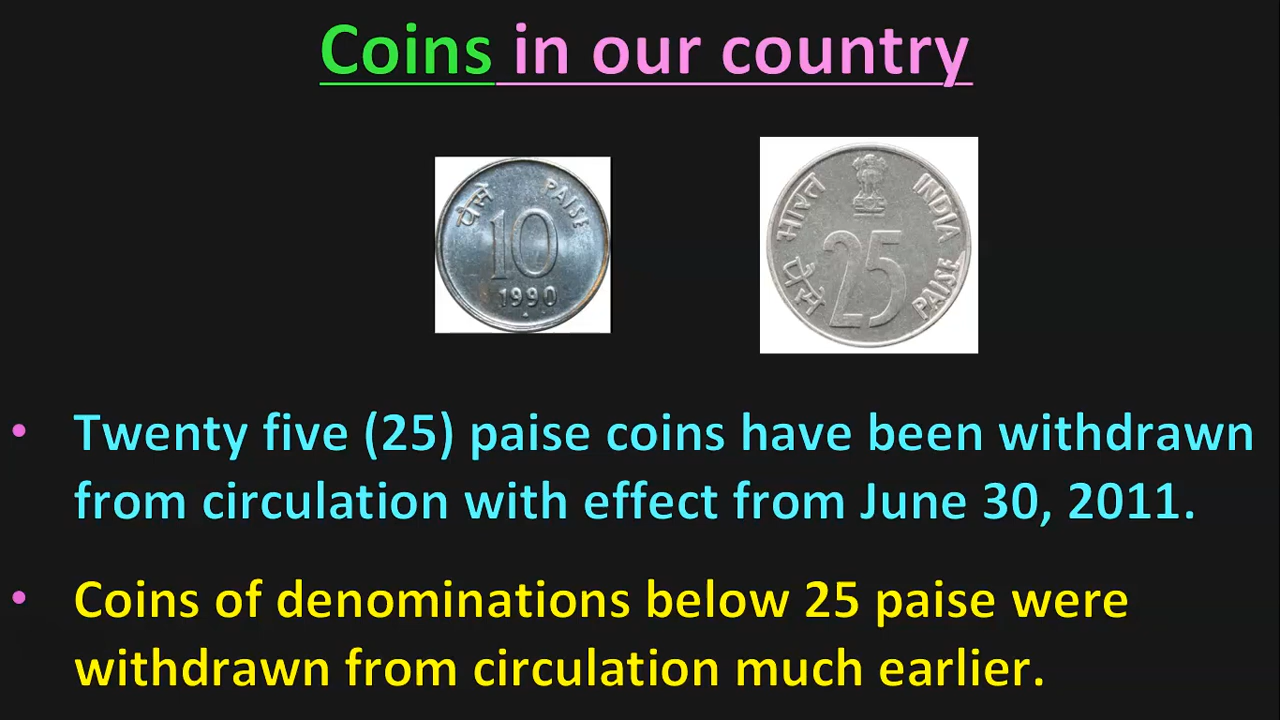 Coins in our country
पैसे PAISE
10
1990
भारत INDIA
पैसे 25 PAISE
• Twenty five (25) paise coins have been withdrawn
from circulation with effect from June 30, 2011.
• Coins of denominations below 25 paise were
withdrawn from circulation much earlier.